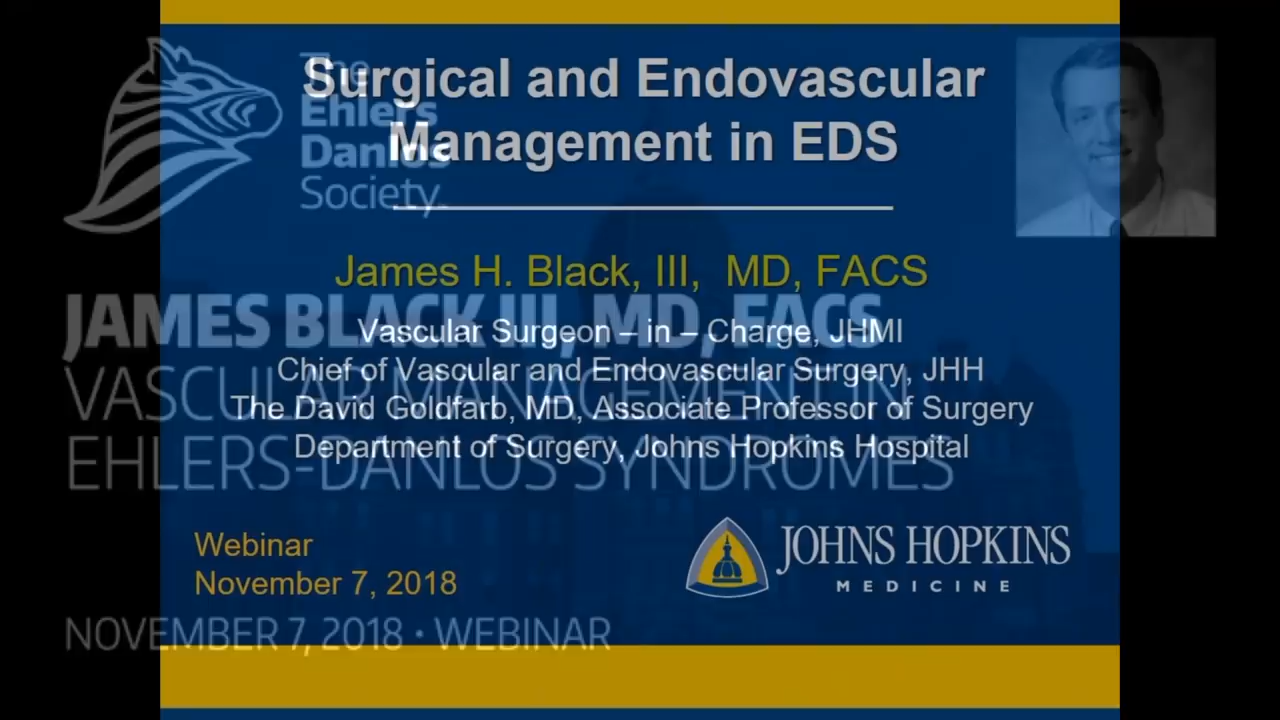 The
Ehlers
Danlos
Society
JAMES BLACK III, MD, FACS
VASCULAR MANAGEMENT IN
EHLERS-DANLOS SYNDROMES
NOVEMBER 7, 2018 • WEBINAR
Surgical and Endovascular
Management in EDS
James H. Black, III, MD, FACS
Vascular Surgeon – in – Charge, JHMI
Chief of Vascular and Endovascular Surgery, JHH
The David Goldfarb, MD, Associate Professor of Surgery
Department of Surgery, Johns Hopkins Hospital
Webinar
November 7, 2018
JOHNS HOPKINS
MEDICINE